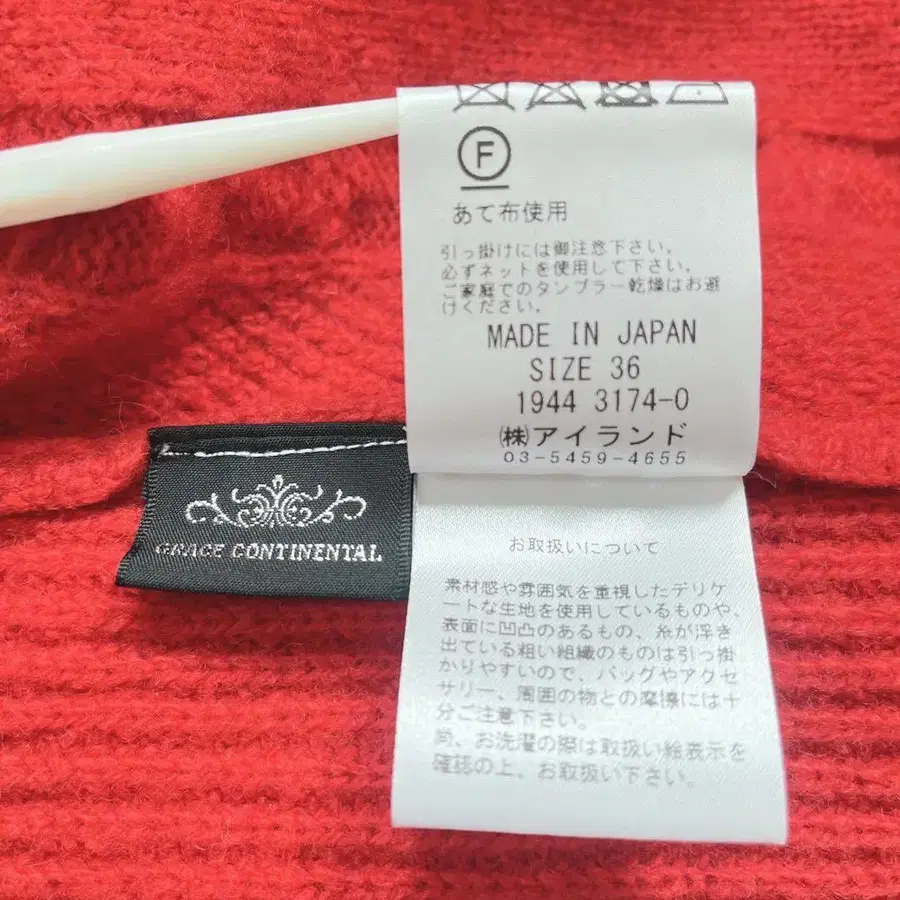 F
あて布使用
引っ掛けには御注意下さい。
必ずネットを使用して下さい。
ご家庭でのタンブラー乾燥はお避
けください。
MADE IN JAPAN
SIZE 36
1944 3174-0
㈱アイランド
03-5459-4655
GRACE CONTINENTAL
お取扱いについて
素材感や雰囲気を重視したデリケ
ートな生地を使用しているものや、
表面に凹凸のあるもの、糸が浮き
出ている粗い組織のものは引っ掛
かりやすいので、バッグやアクセ
サリー、周囲の物との摩擦には十
分ご注意下さい。
尚、お洗濯の際は取扱い絵表示を
確認の上、お取扱い下さい。